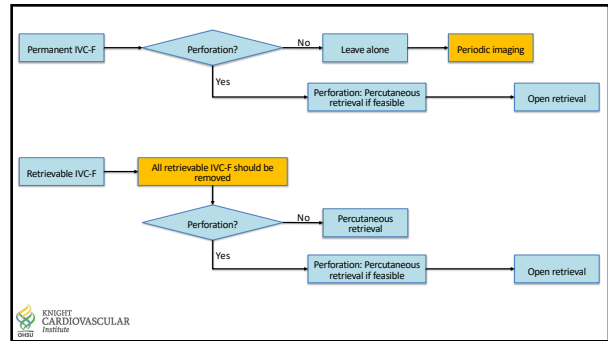 Permanent IVC-F
Perforation?
No
Leave alone
Periodic imaging
Yes
Perforation: Percutaneous
retrieval if feasible
Open retrieval
Retrievable IVC-F
All retrievable IVC-F should be
removed
Perforation?
No
Percutaneous
retrieval
Yes
Perforation: Percutaneous
retrieval if feasible
Open retrieval
KNIGHT
CARDIOVASCULAR
Institute
OHSU